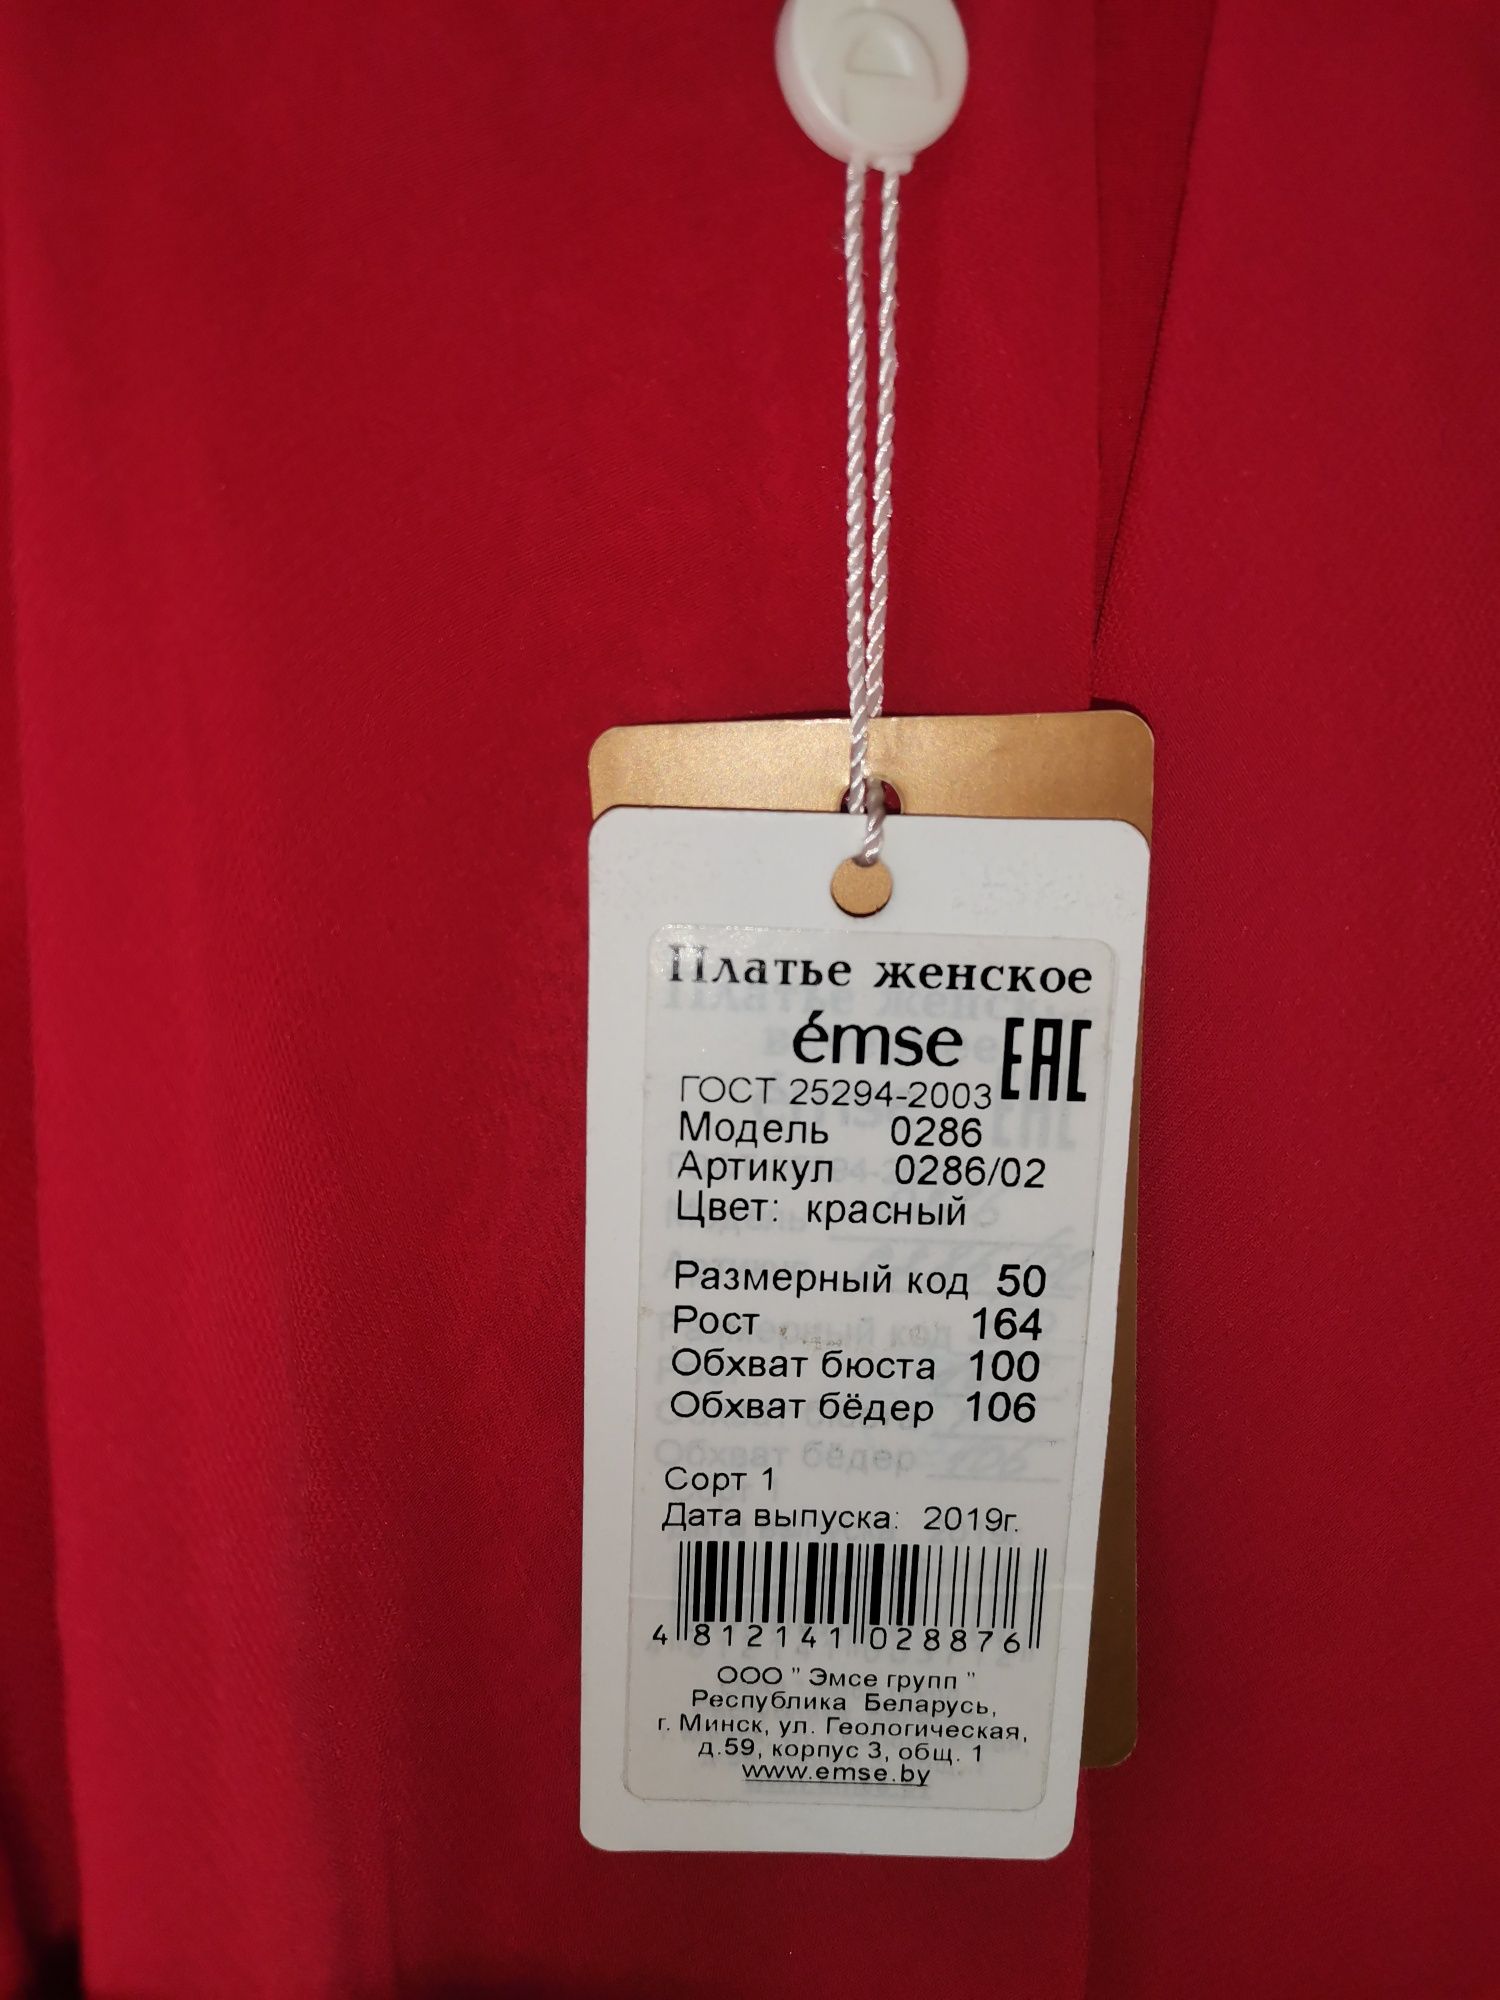 Платье женское
émse EAC
ГОСТ 25294-2003
Модель 0286
Артикул 0286/02
Цвет: красный
Размерный код 50
Рост 164
Обхват бюста 100
Обхват бёдер 106
Сорт 1
Дата выпуска: 2019г.
4 812141 028876
ООО " Эмсе групп "
Республика Беларусь,
г. Минск, ул. Геологическая,
д.59, корпус 3, общ. 1
www.emse.by